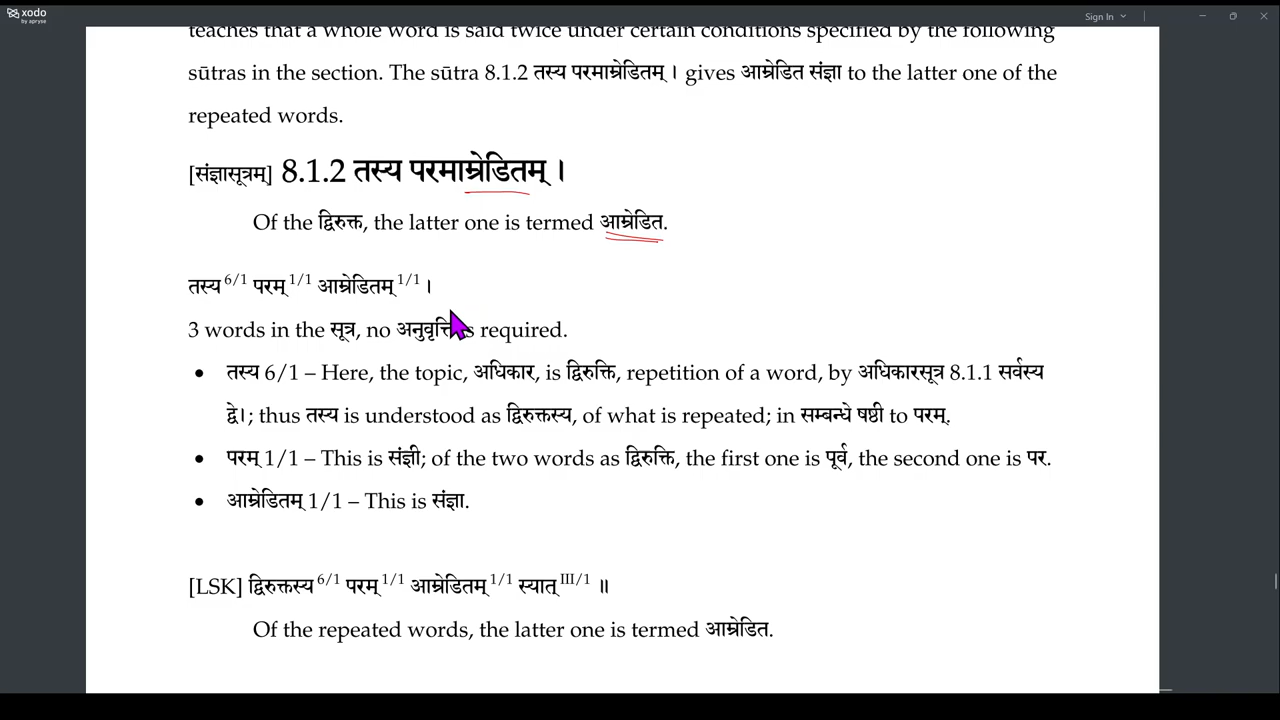 xodo
by apryse
Sign In
teaches that a whole word is said twice under certain conditions specified by the following
sūtras in the section. The sūtra 8.1.2 तस्य परमाम्रेडितम् । gives आम्रेडित संज्ञा to the latter one of the
repeated words.
[संज्ञासूत्रम्] 8.1.2 तस्य परमाम्रेडितम् ।
Of the द्विरुक्त, the latter one is termed आम्रेडित.
तस्य 6/1 परम् 1/1 आम्रेडितम् 1/1 ।
3 words in the सूत्र, no अनुवृत्ति is required.
• तस्य 6/1 – Here, the topic, अधिकार, is द्विरुक्ति, repetition of a word, by अधिकारसूत्र 8.1.1 सर्वस्य
द्वे।; thus तस्य is understood as द्विरुक्तस्य, of what is repeated; in सम्बन्धे षष्ठी to परम्.
• परम् 1/1 – This is संज्ञी; of the two words as द्विरुक्ति, the first one is पूर्व, the second one is पर.
• आम्रेडितम् 1/1 – This is संज्ञा.
[LSK] द्विरुक्तस्य 6/1 परम् 1/1 आम्रेडितम् 1/1 स्यात् III/1 ॥
Of the repeated words, the latter one is termed आम्रेडित.